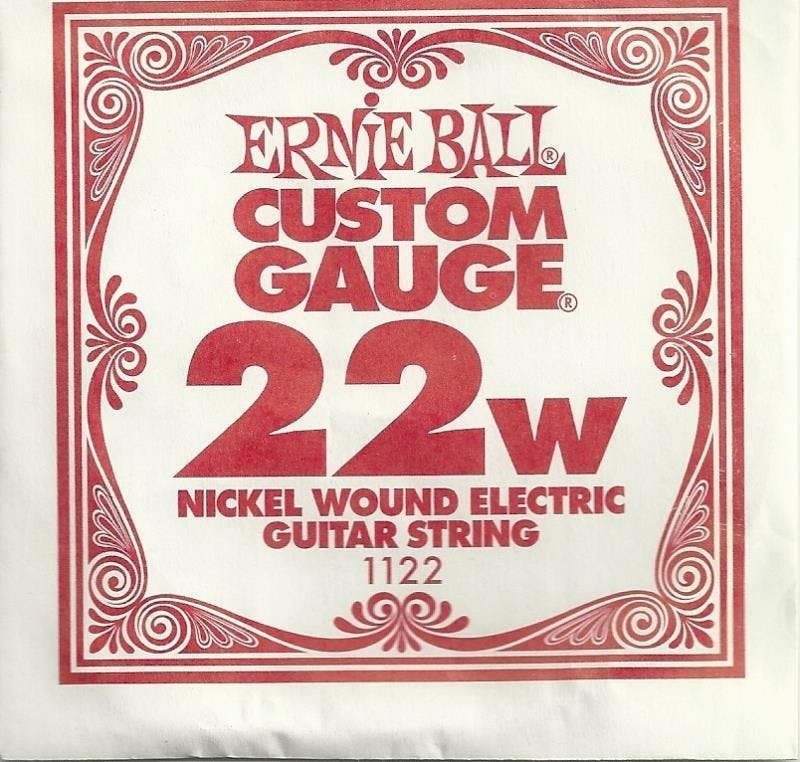 ERNIE BALL®
CUSTOM
GAUGE®
22W
NICKEL WOUND ELECTRIC
GUITAR STRING
1122